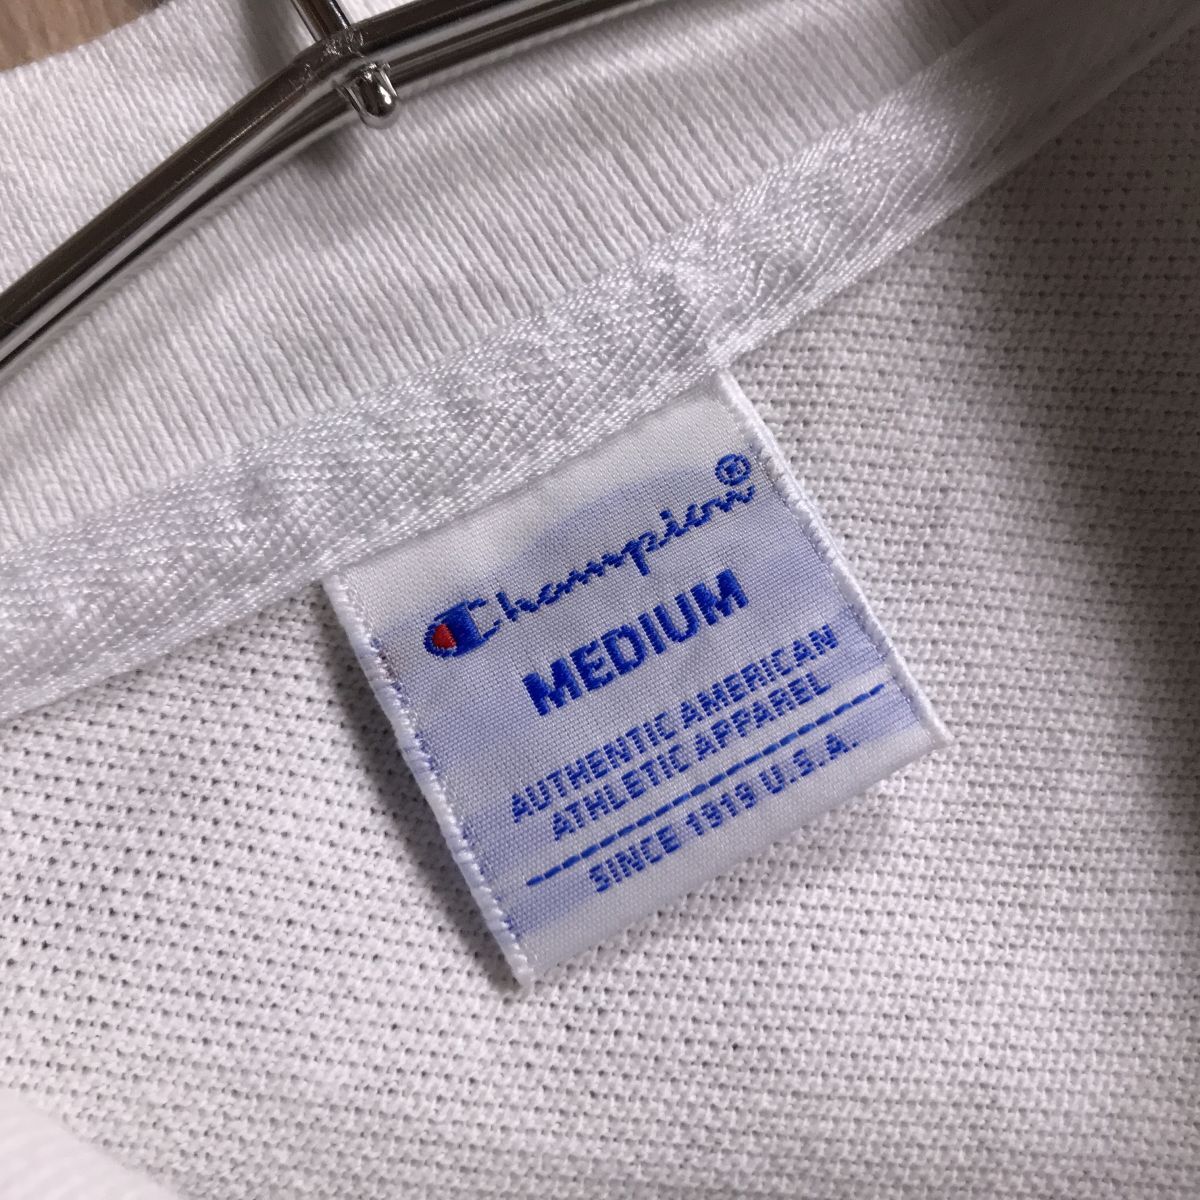 Champion®
MEDIUM
AUTHENTIC AMERICAN
ATHLETIC APPAREL
SINCE 1919 U.S.A.